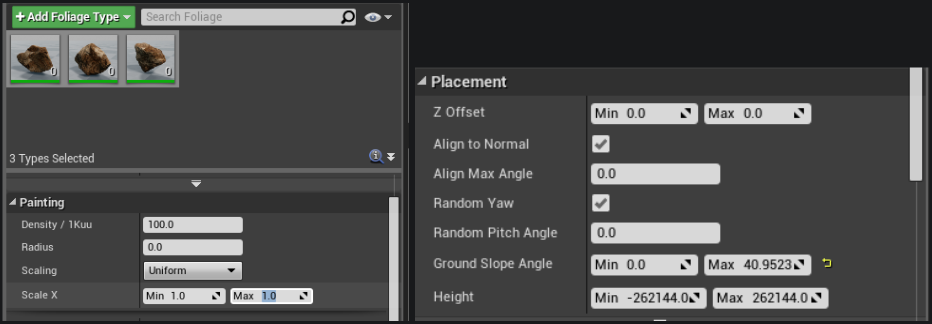 + Add Foliage Type
Search Foliage
0 0 0
3 Types Selected
Painting
Density / 1Kuu 100.0
Radius 0.0
Scaling Uniform
Scale X Min 1.0 Max 1.0
Placement
Z Offset Min 0.0 Max 0.0
Align to Normal
Align Max Angle 0.0
Random Yaw
Random Pitch Angle 0.0
Ground Slope Angle Min 0.0 Max 40.9523
Height Min -262144.0 Max 262144.0